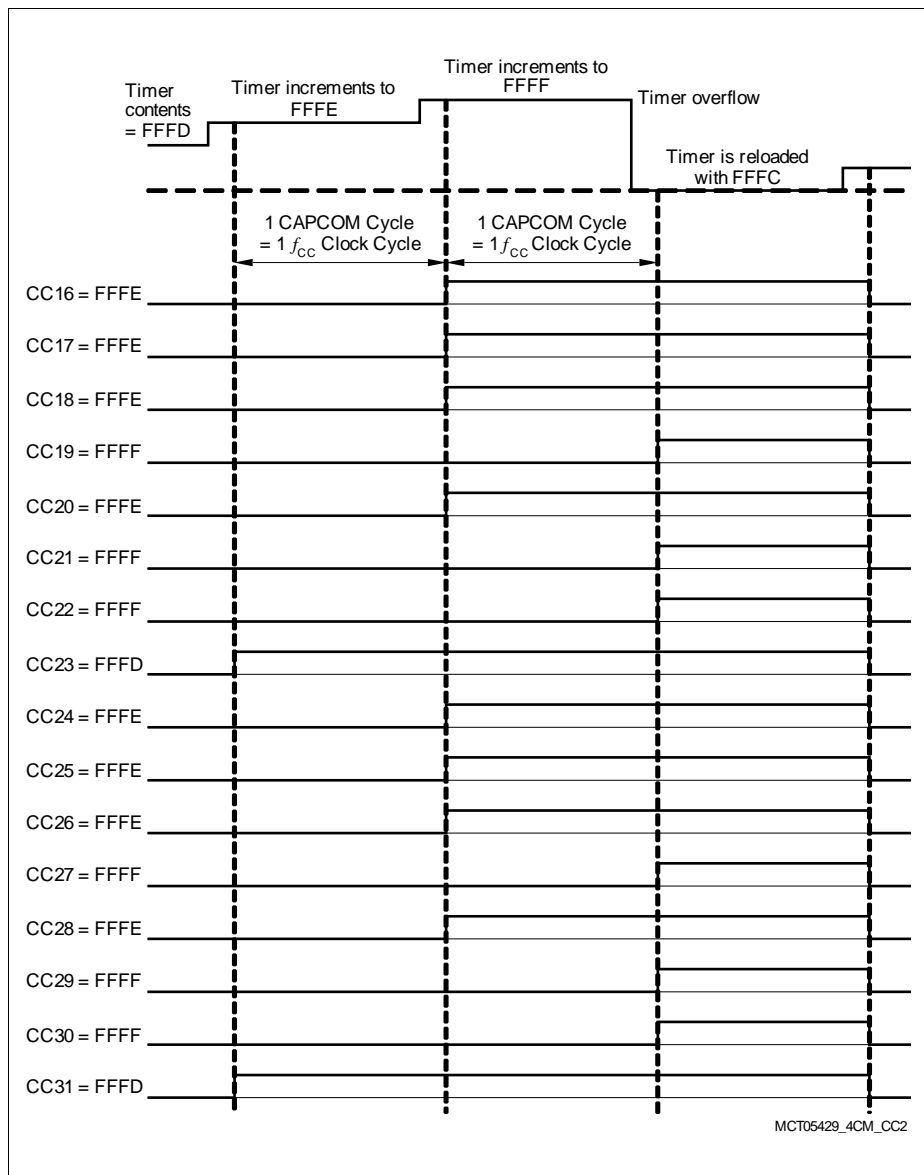 Timer
contents
= FFFD
Timer increments to
FFFE
Timer increments to
FFFF
Timer overflow
Timer is reloaded
with FFFC
1 CAPCOM Cycle
= 1 fCC Clock Cycle
1 CAPCOM Cycle
= 1 fCC Clock Cycle
CC16 = FFFE
CC17 = FFFE
CC18 = FFFE
CC19 = FFFF
CC20 = FFFE
CC21 = FFFF
CC22 = FFFF
CC23 = FFFD
CC24 = FFFE
CC25 = FFFE
CC26 = FFFE
CC27 = FFFF
CC28 = FFFE
CC29 = FFFF
CC30 = FFFF
CC31 = FFFD
MCT05429_4CM_CC2